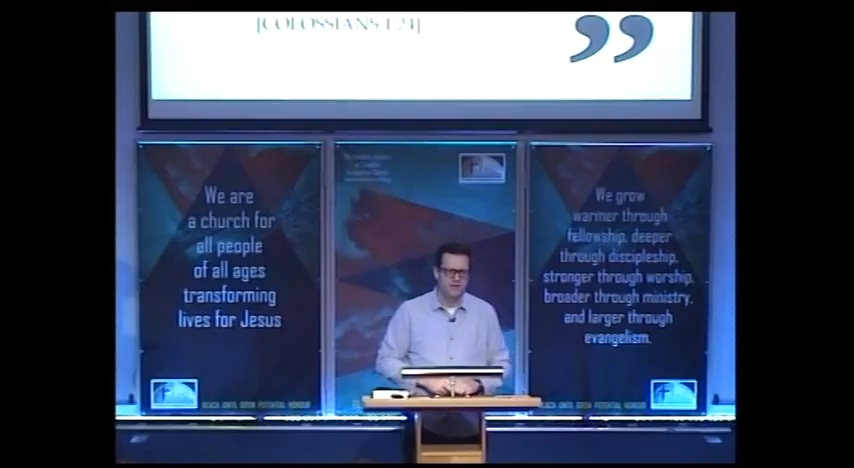 [COLOSSIANS 1:24]
”
We are
a church for
all people
of all ages
transforming
lives for Jesus
We grow
warmer through
fellowship, deeper
through discipleship,
stronger through worship,
broader through ministry,
and larger through
evangelism.